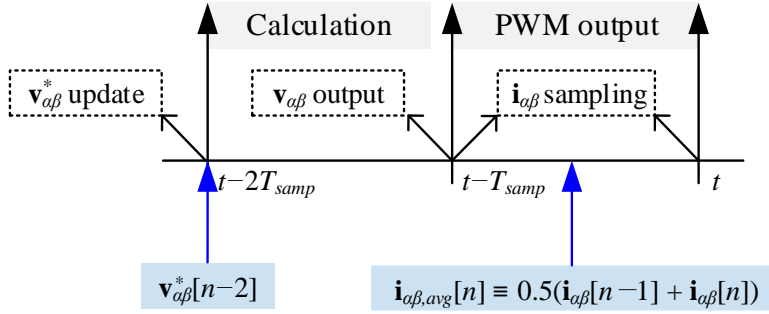 Calculation
PWM output
v*αβ update
vαβ output
iαβ sampling
t−2Tsamp
t−Tsamp
t
v*αβ[n−2]
iαβ,avg[n] ≡ 0.5(iαβ[n−1] + iαβ[n])